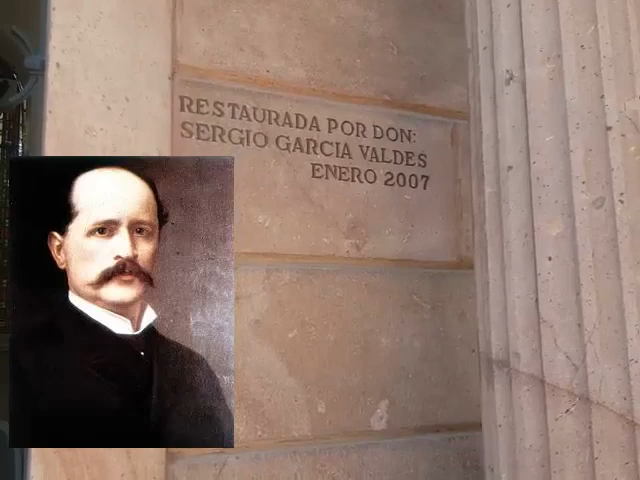 RESTAURADA POR DON:
SERGIO GARCIA VALDES
ENERO 2007